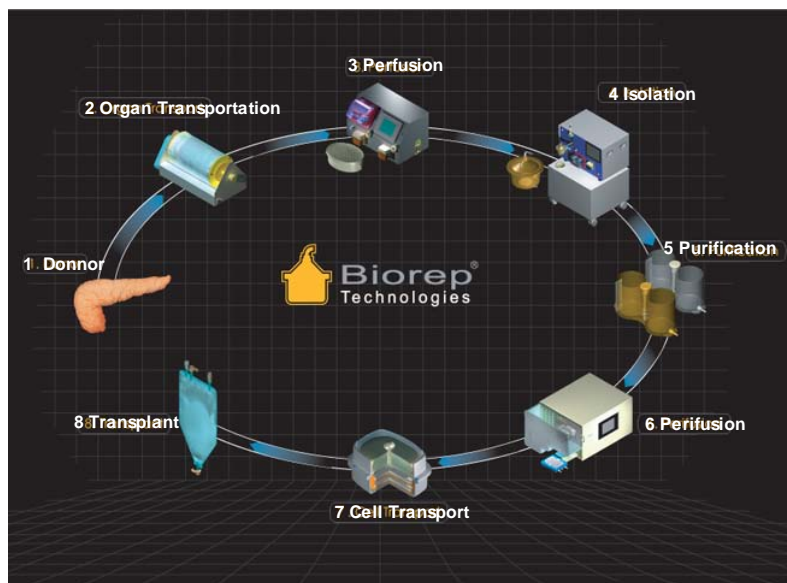 3 Perfusion
4 Isolation
2 Organ Transportation
5 Purification
1 Donnor
Biorep®
Technologies
8 Transplant
6 Perifusion
7 Cell Transport